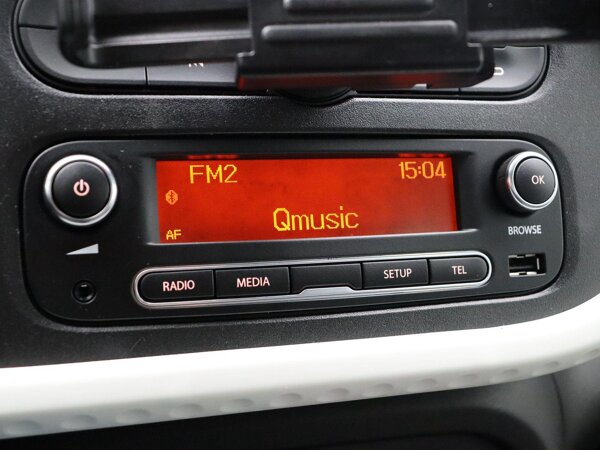 FM2 15:04
Qmusic
AF
OK
BROWSE
RADIO MEDIA SETUP TEL